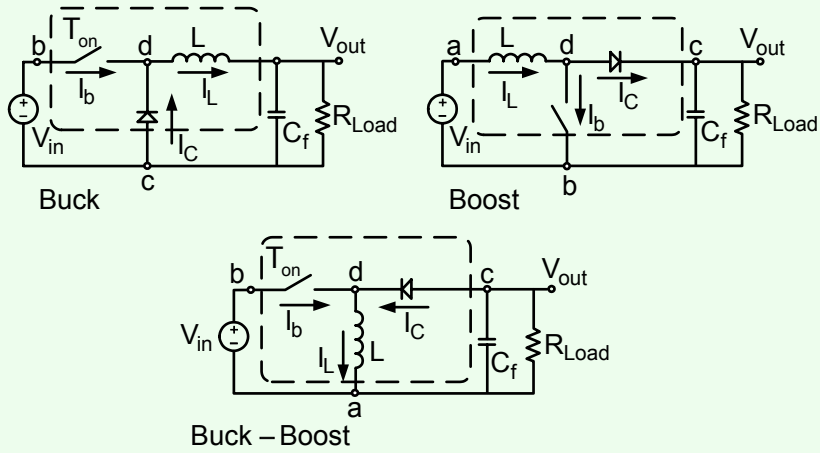 b
T_on
d
L
V_out
I_b
I_L
V_in
I_C
C_f
R_Load
c
Buck
a
L
d
c
V_out
I_L
I_C
I_b
V_in
C_f
R_Load
b
Boost
b
T_on
d
c
V_out
I_b
I_C
V_in
I_L
L
C_f
R_Load
a
Buck – Boost